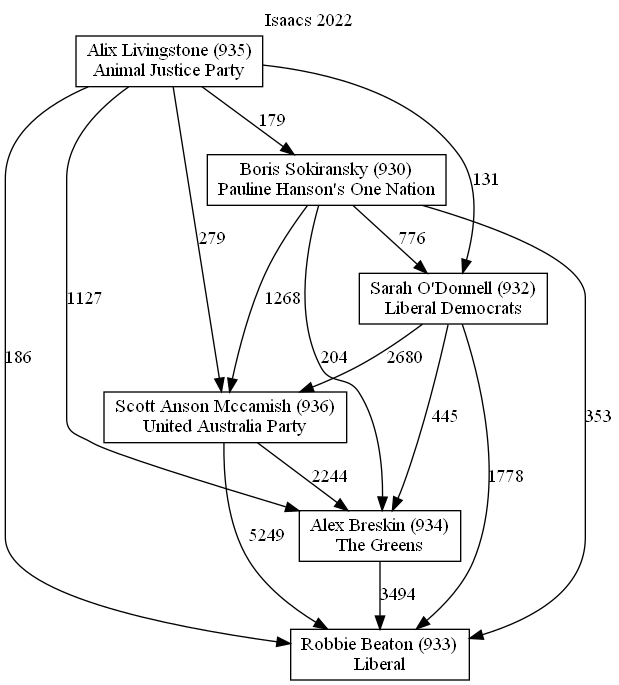 Isaacs 2022
Alix Livingstone (935)
Animal Justice Party
179
Boris Sokiransky (930)
Pauline Hanson's One Nation
131
279
776
Sarah O'Donnell (932)
Liberal Democrats
1127
1268
186
204
2680
Scott Anson Mccamish (936)
United Australia Party
445
353
2244
1778
5249
Alex Breskin (934)
The Greens
3494
Robbie Beaton (933)
Liberal